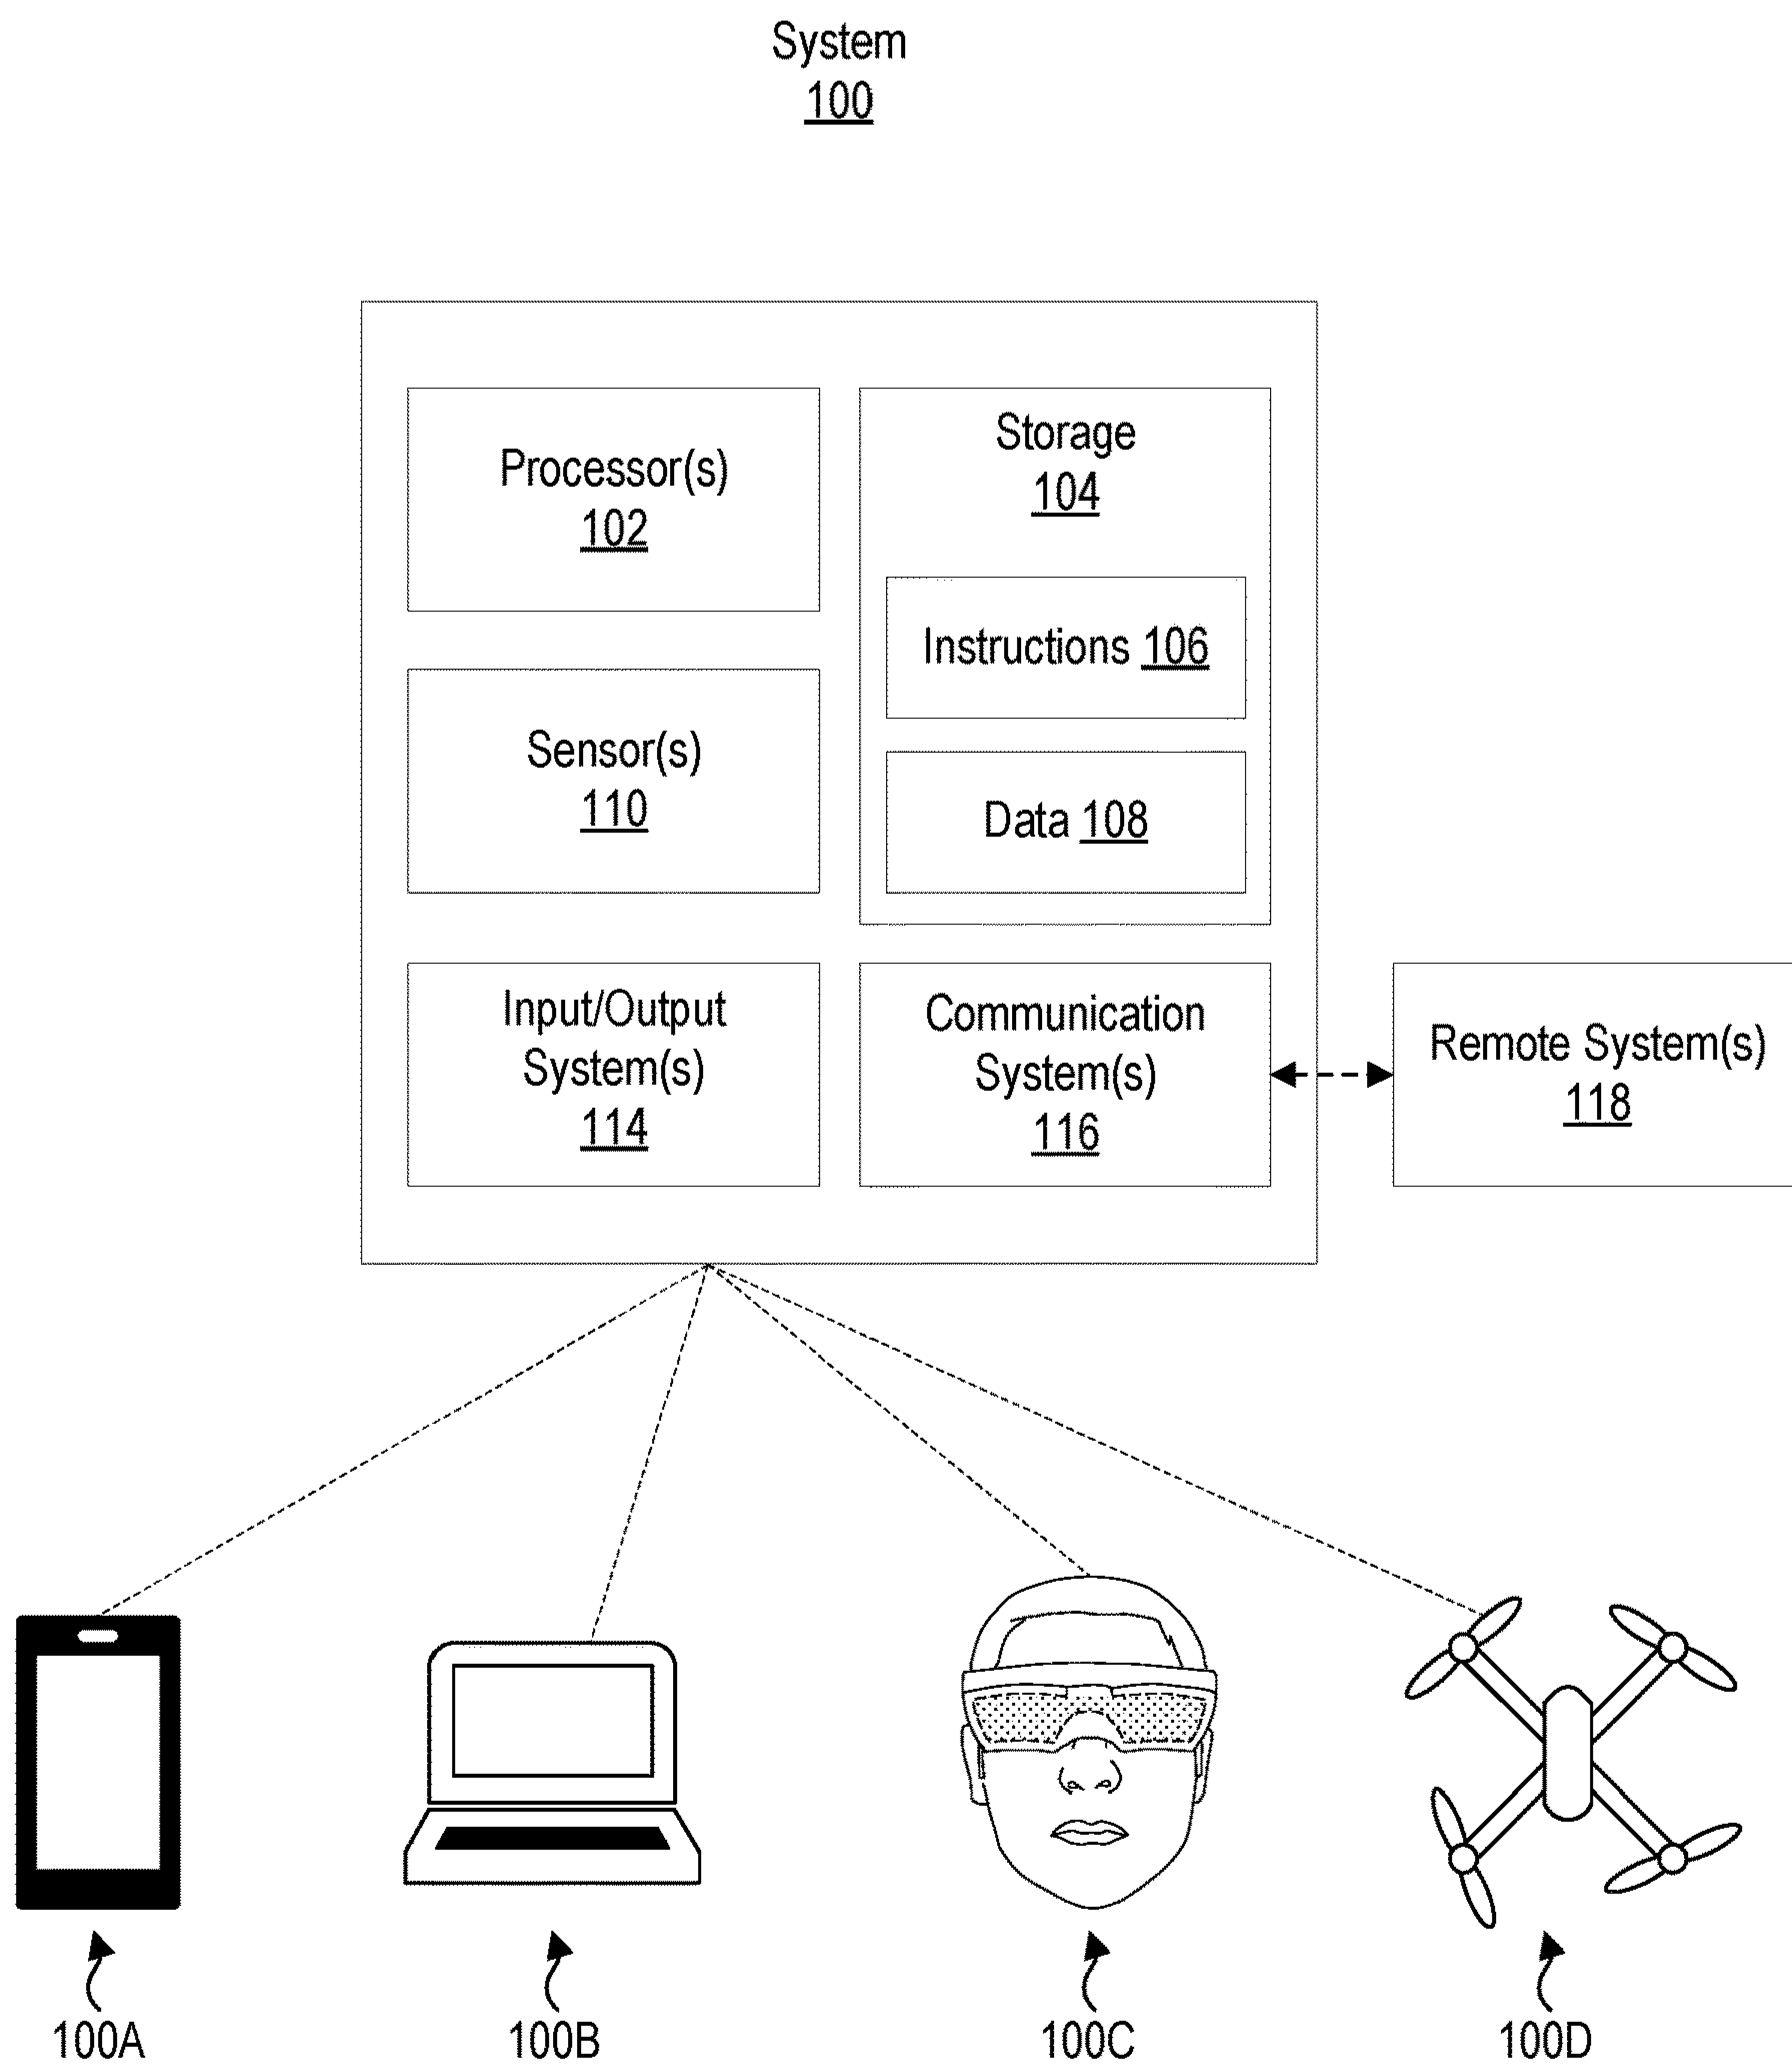 System
100
Processor(s)
102
Storage
104
Instructions 106
Sensor(s)
110
Data 108
Input/Output
System(s)
114
Communication
System(s)
116
Remote System(s)
118
100A
100B
100C
100D